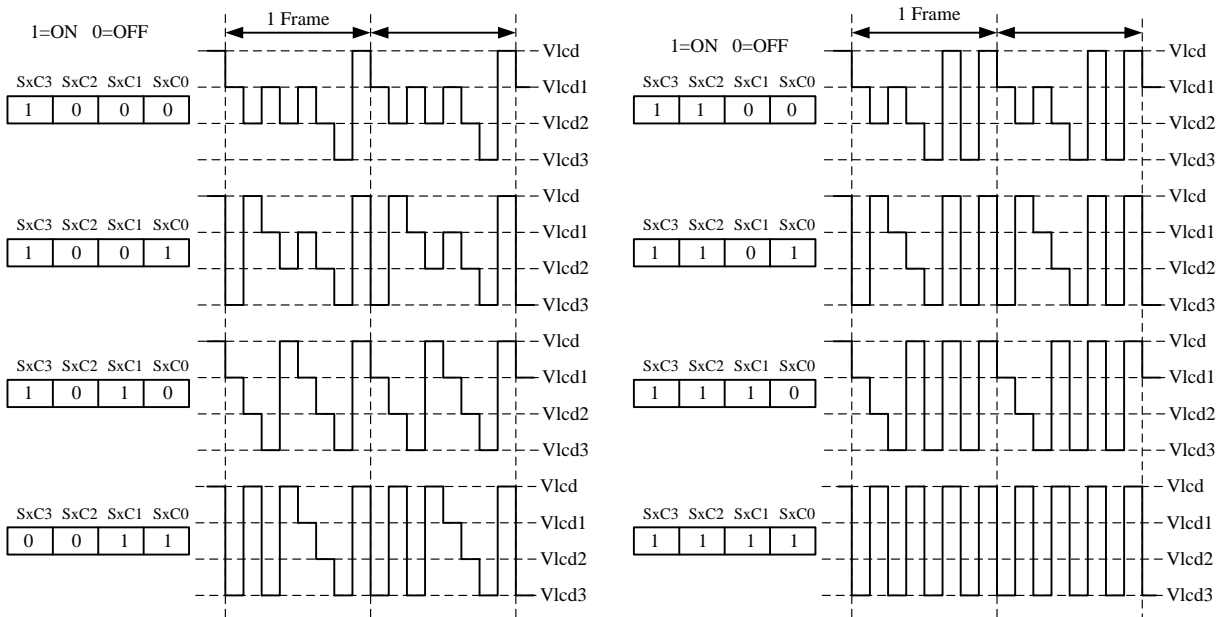 1 Frame
1=ON 0=OFF
SxC3 SxC2 SxC1 SxC0
1 0 0 0
Vlcd
Vlcd1
Vlcd2
Vlcd3
SxC3 SxC2 SxC1 SxC0
1 0 0 1
Vlcd
Vlcd1
Vlcd2
Vlcd3
SxC3 SxC2 SxC1 SxC0
1 0 1 0
Vlcd
Vlcd1
Vlcd2
Vlcd3
SxC3 SxC2 SxC1 SxC0
0 0 1 1
Vlcd
Vlcd1
Vlcd2
Vlcd3
1 Frame
1=ON 0=OFF
SxC3 SxC2 SxC1 SxC0
1 1 0 0
Vlcd
Vlcd1
Vlcd2
Vlcd3
SxC3 SxC2 SxC1 SxC0
1 1 0 1
Vlcd
Vlcd1
Vlcd2
Vlcd3
SxC3 SxC2 SxC1 SxC0
1 1 1 0
Vlcd
Vlcd1
Vlcd2
Vlcd3
SxC3 SxC2 SxC1 SxC0
1 1 1 1
Vlcd
Vlcd1
Vlcd2
Vlcd3